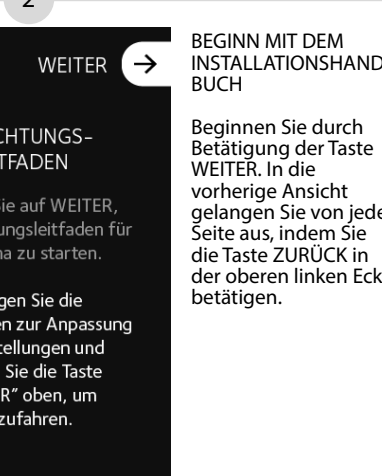 2
WEITER
CHTUNGS-
TFADEN
ie auf WEITER,
ungsleitfaden für
na zu starten.
gen Sie die
en zur Anpassung
tellungen und
Sie die Taste
R" oben, um
zufahren.
BEGINN MIT DEM
INSTALLATIONSHAND
BUCH
Beginnen Sie durch
Betätigung der Taste
WEITER. In die
vorherige Ansicht
gelangen Sie von jede
Seite aus, indem Sie
die Taste ZURÜCK in
der oberen linken Eck
betätigen.